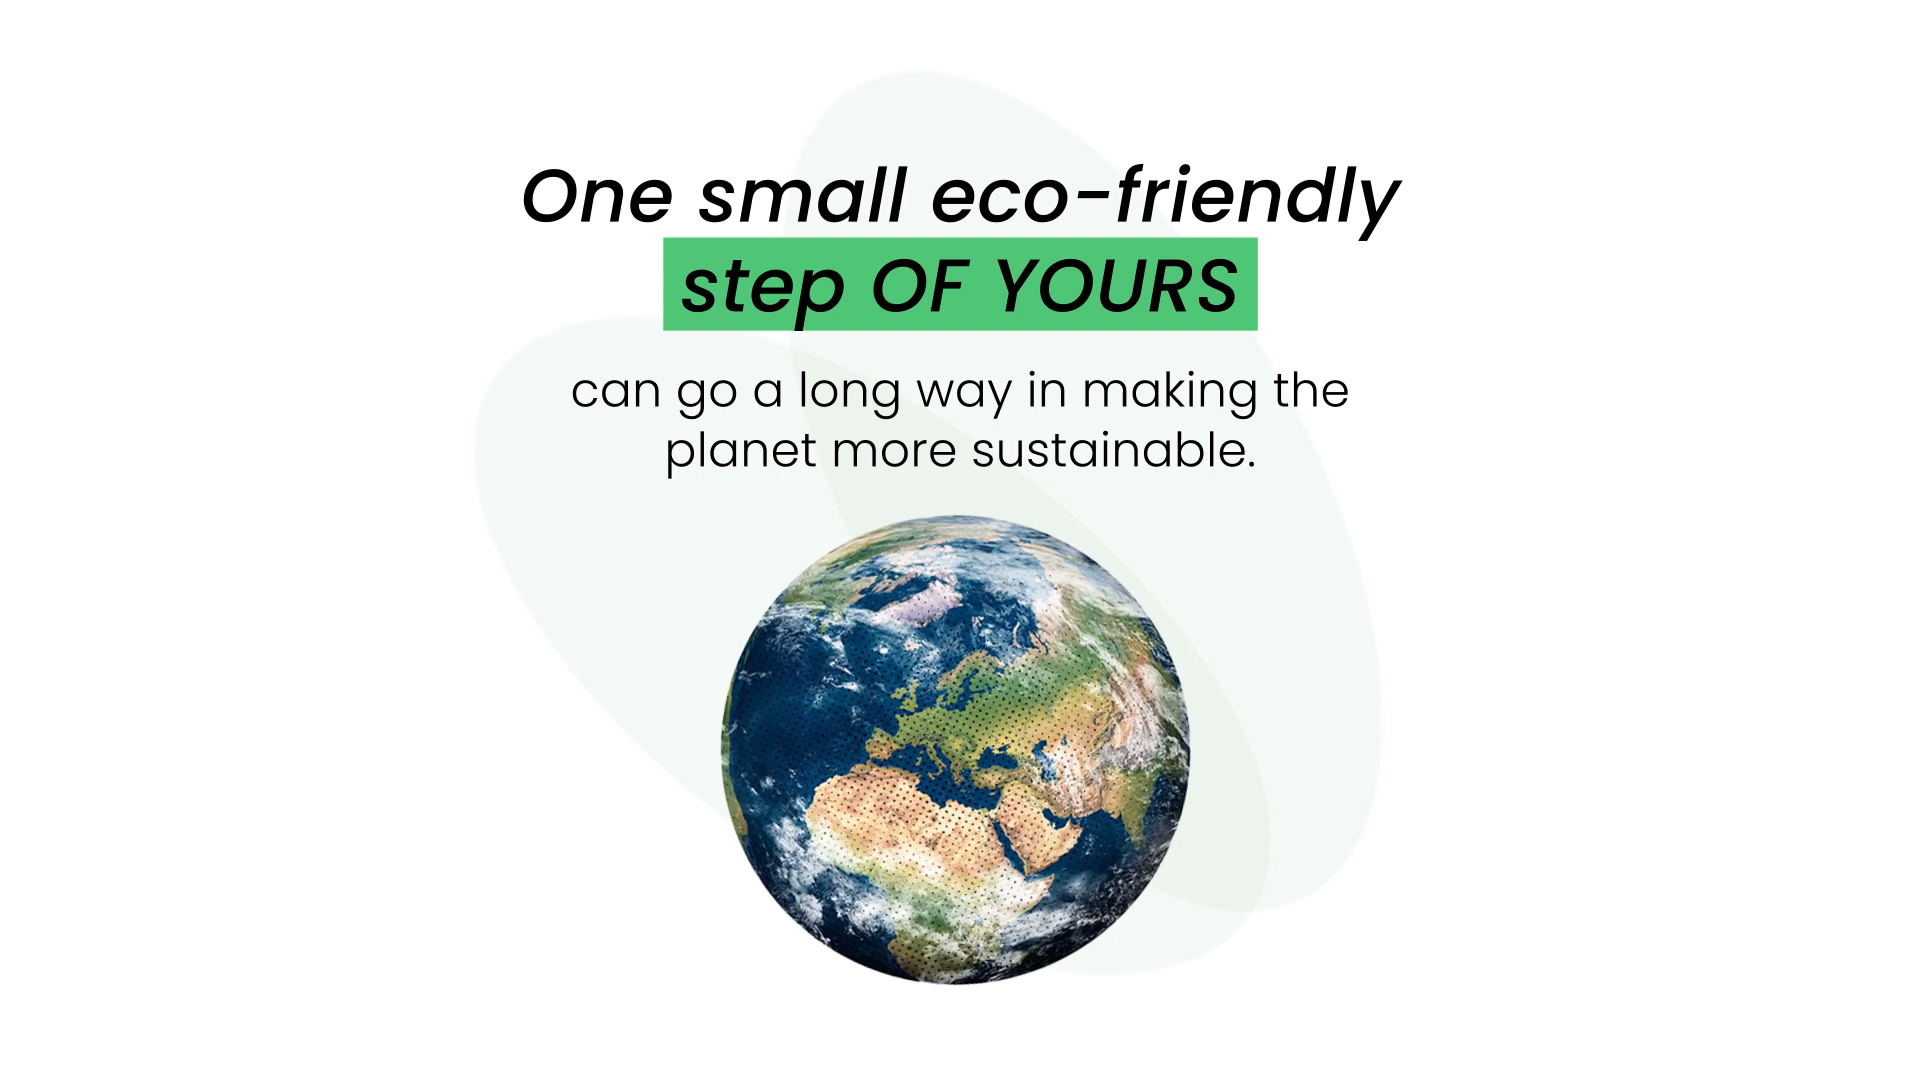 One small eco-friendly
step OF YOURS
can go a long way in making the
planet more sustainable.